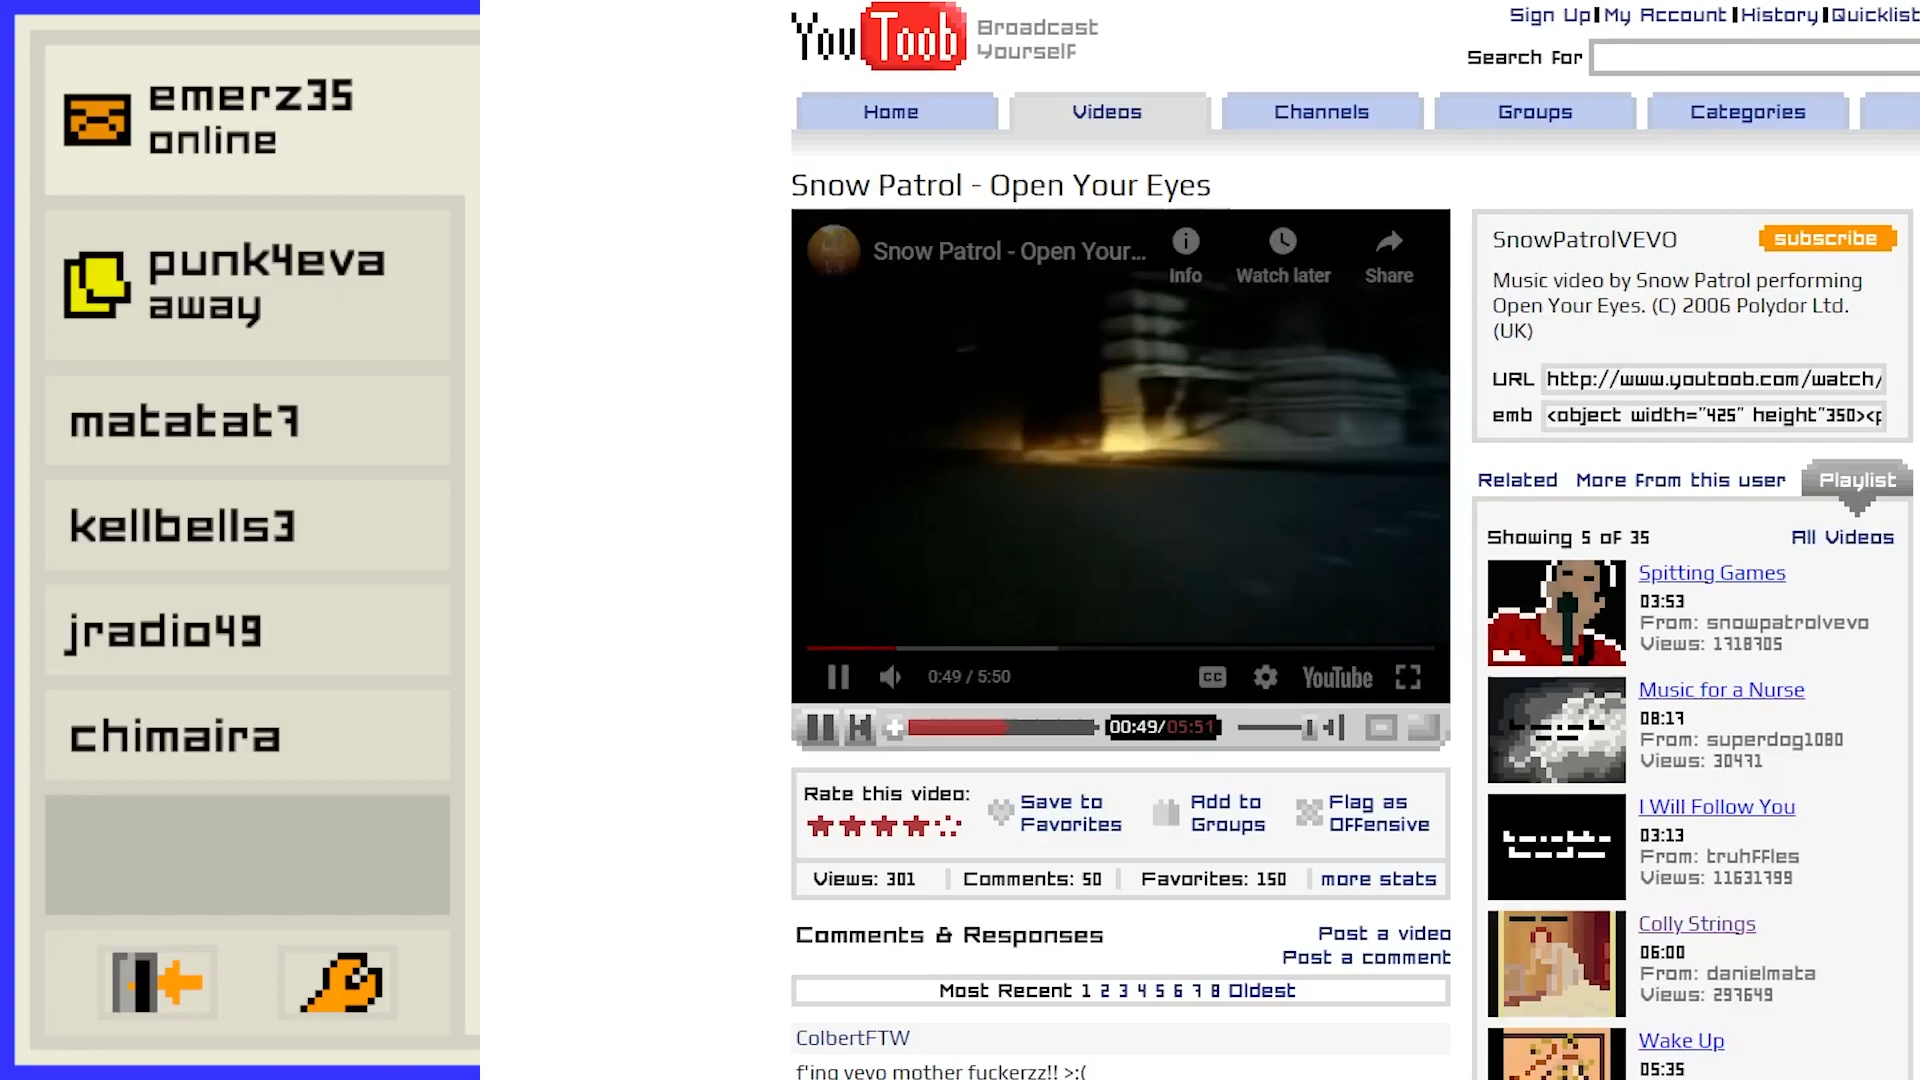 emerz35
online
punk4eva
away
matatat7
kellbells3
jradio49
chimaira
YouToob
Broadcast
Yourself
Sign Up
My Account
History
Quicklist
Search for
Home
Videos
Channels
Groups
Categories
Snow Patrol - Open Your Eyes
Snow Patrol - Open Your...
Info
Watch later
Share
0:49 / 5:50
CC
YouTube
00:49/05:51
Rate this video:
Save to
Favorites
Add to
Groups
Flag as
Offensive
Views: 301
Comments: 50
Favorites: 150
more stats
Comments & Responses
Post a video
Post a comment
Most Recent 1 2 3 4 5 6 7 8 Oldest
ColbertFTW
f'ing vevo mother fuckerzz!! >:(
SnowPatrolVEVO
subscribe
Music video by Snow Patrol performing
Open Your Eyes. (C) 2006 Polydor Ltd.
(UK)
URL http://www.youtoob.com/watch/
emb <object width="425" height"350><p
Related
More from this user
Playlist
Showing 5 of 35
All Videos
Spitting Games
03:53
From: snowpatrolvevo
Views: 1718705
Music for a Nurse
08:17
From: superdog1080
Views: 30471
I Will Follow You
03:13
From: truhffles
Views: 11631799
Colly Strings
06:00
From: danielmata
Views: 297649
Wake Up
05:35